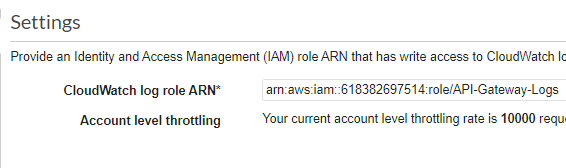 Settings
Provide an Identity and Access Management (IAM) role ARN that has write access to CloudWatch
CloudWatch log role ARN* arn:aws:iam::618382697514:role/API-Gateway-Logs
Account level throttling Your current account level throttling rate is 10000